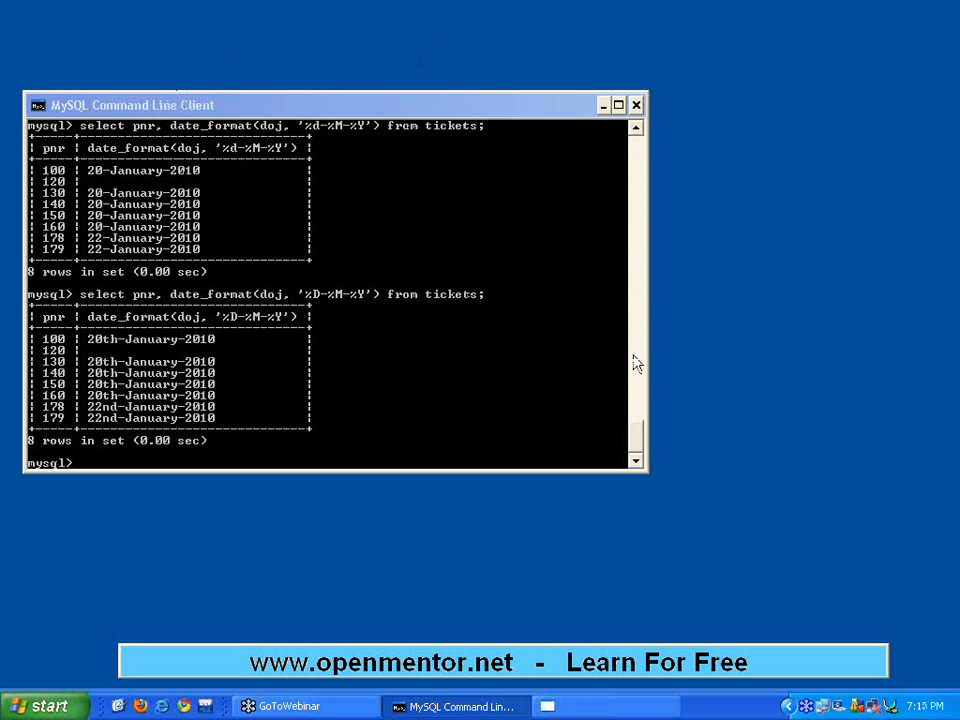 MySQL Command Line Client
mysql> select pnr, date_format(doj, '%d-%M-%Y') from tickets;
+-----+------------------------------+
| pnr | date_format(doj, '%d-%M-%Y') |
+-----+------------------------------+
| 100 | 20-January-2010              |
| 120 |                              |
| 130 | 20-January-2010              |
| 140 | 20-January-2010              |
| 150 | 20-January-2010              |
| 160 | 20-January-2010              |
| 178 | 22-January-2010              |
| 179 | 22-January-2010              |
+-----+------------------------------+
8 rows in set (0.00 sec)
mysql> select pnr, date_format(doj, '%D-%M-%Y') from tickets;
+-----+------------------------------+
| pnr | date_format(doj, '%D-%M-%Y') |
+-----+------------------------------+
| 100 | 20th-January-2010            |
| 120 |                              |
| 130 | 20th-January-2010            |
| 140 | 20th-January-2010            |
| 150 | 20th-January-2010            |
| 160 | 20th-January-2010            |
| 178 | 22nd-January-2010            |
| 179 | 22nd-January-2010            |
+-----+------------------------------+
8 rows in set (0.00 sec)
mysql>
www.openmentor.net - Learn For Free
start GoToWebinar MySQL Command Lin... 7:15 PM